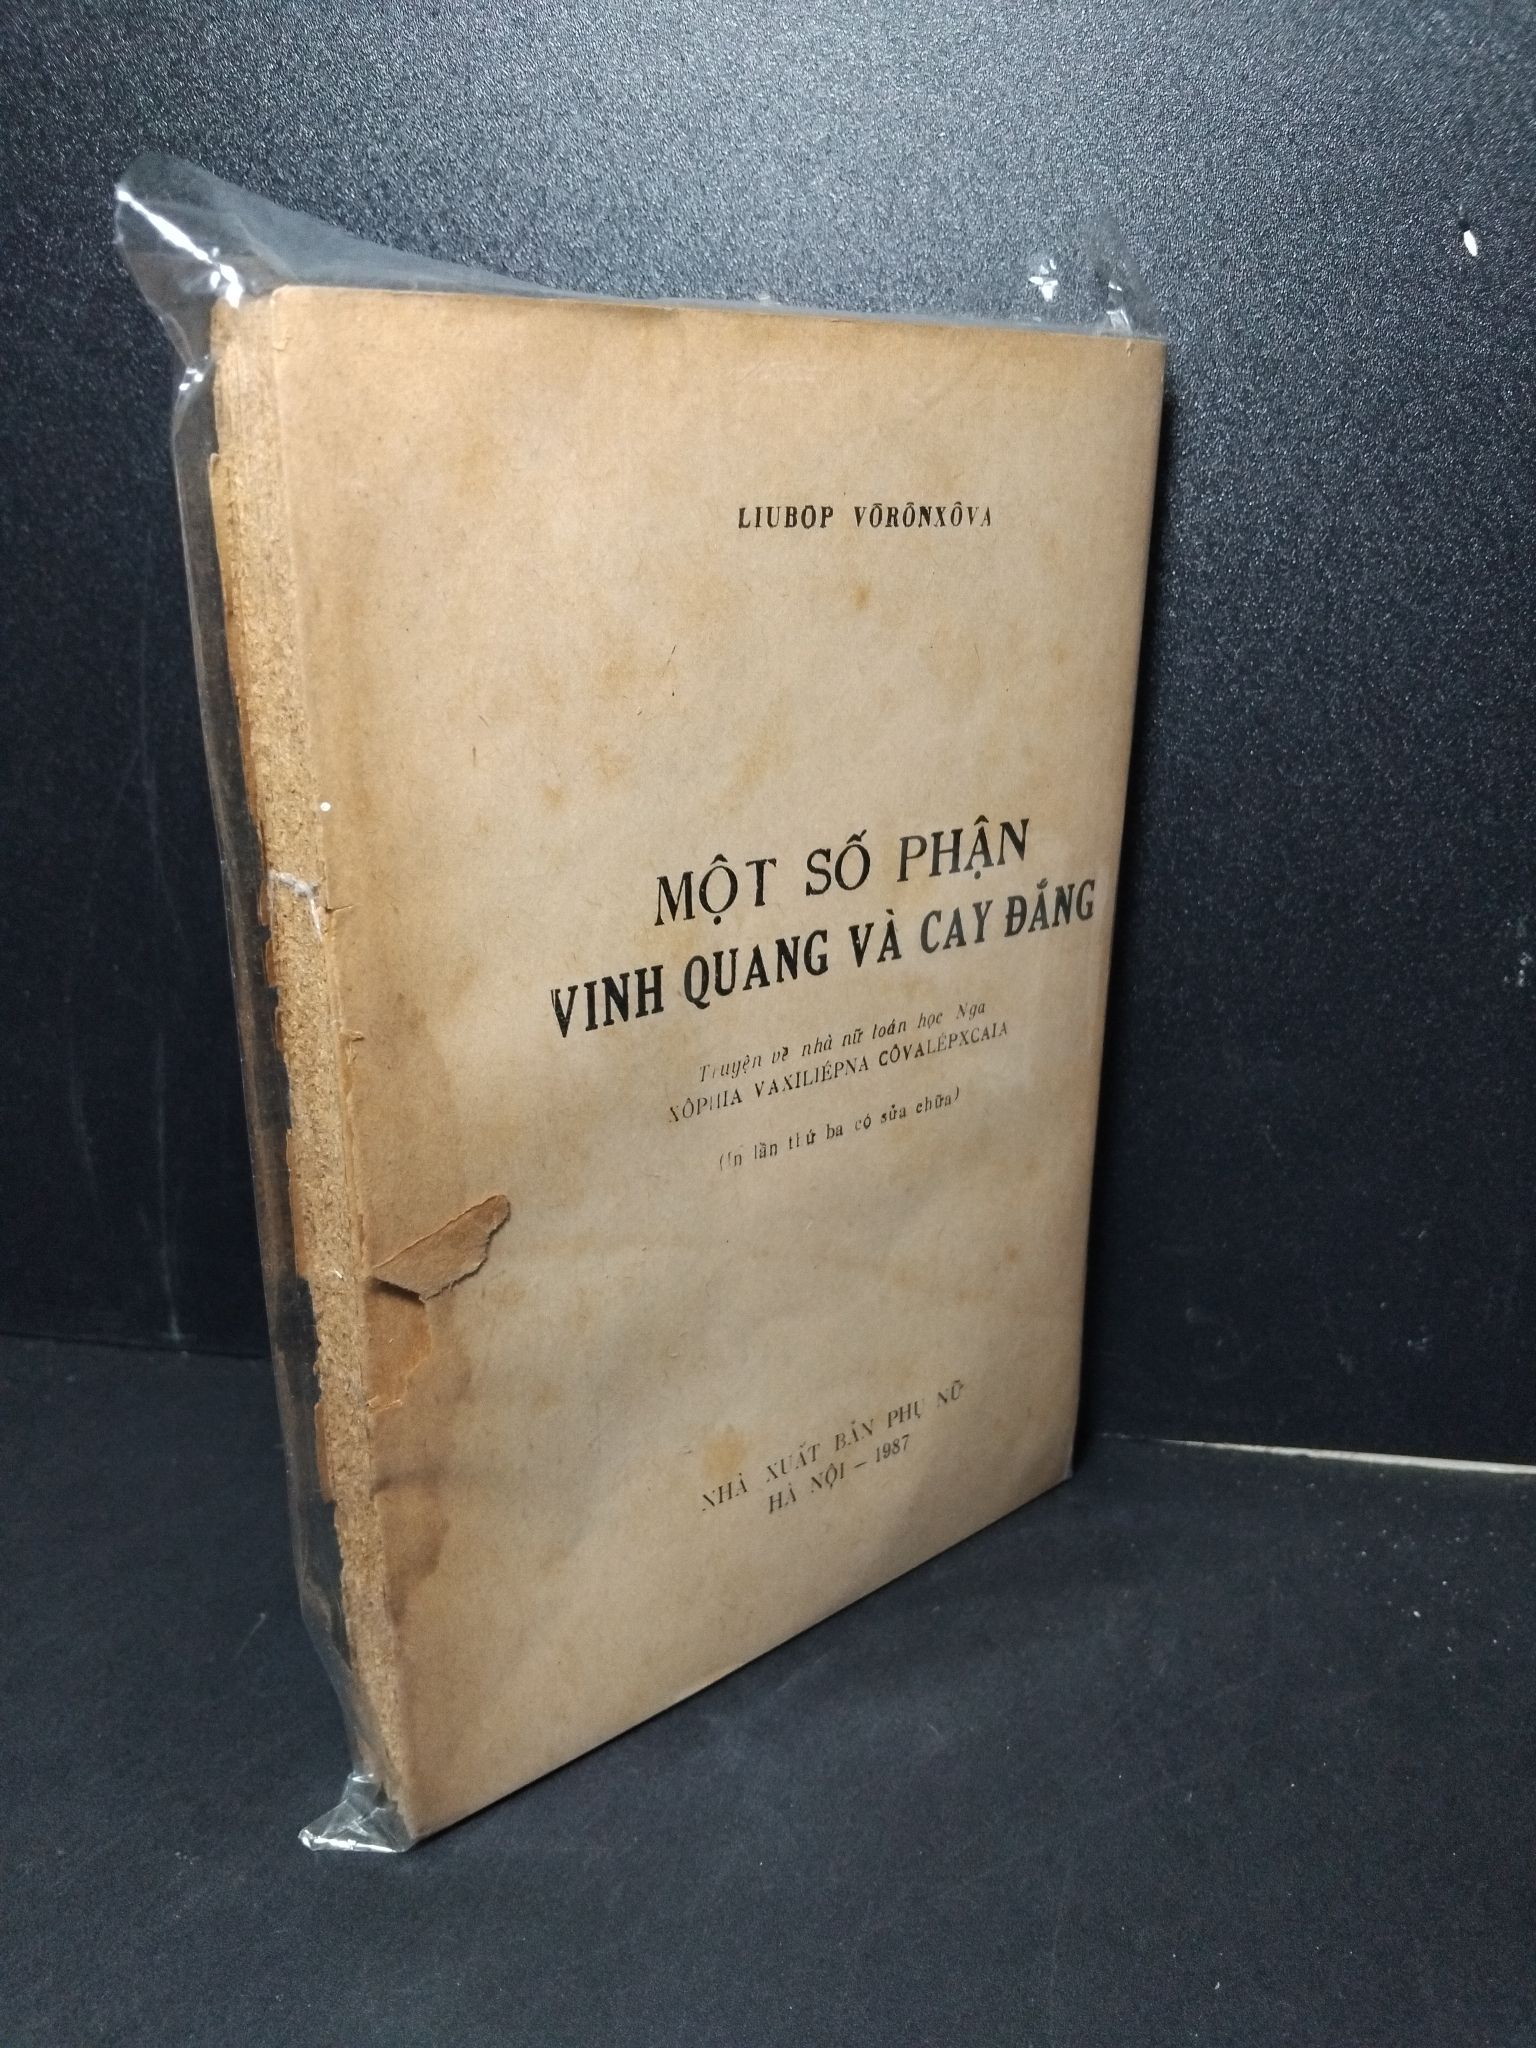 LIUBỐP VÔRÔNXÔVA
MỘT SỐ PHẬN
VINH QUANG VÀ CAY ĐẮNG
Truyện về nhà nữ toán học Nga
XÔPHIA VAXILIÉPNA CÔVALÉPXCAIA
(In lần thứ ba có sửa chữa)
NHÀ XUẤT BẢN PHỤ NỮ
HÀ NỘI - 1987